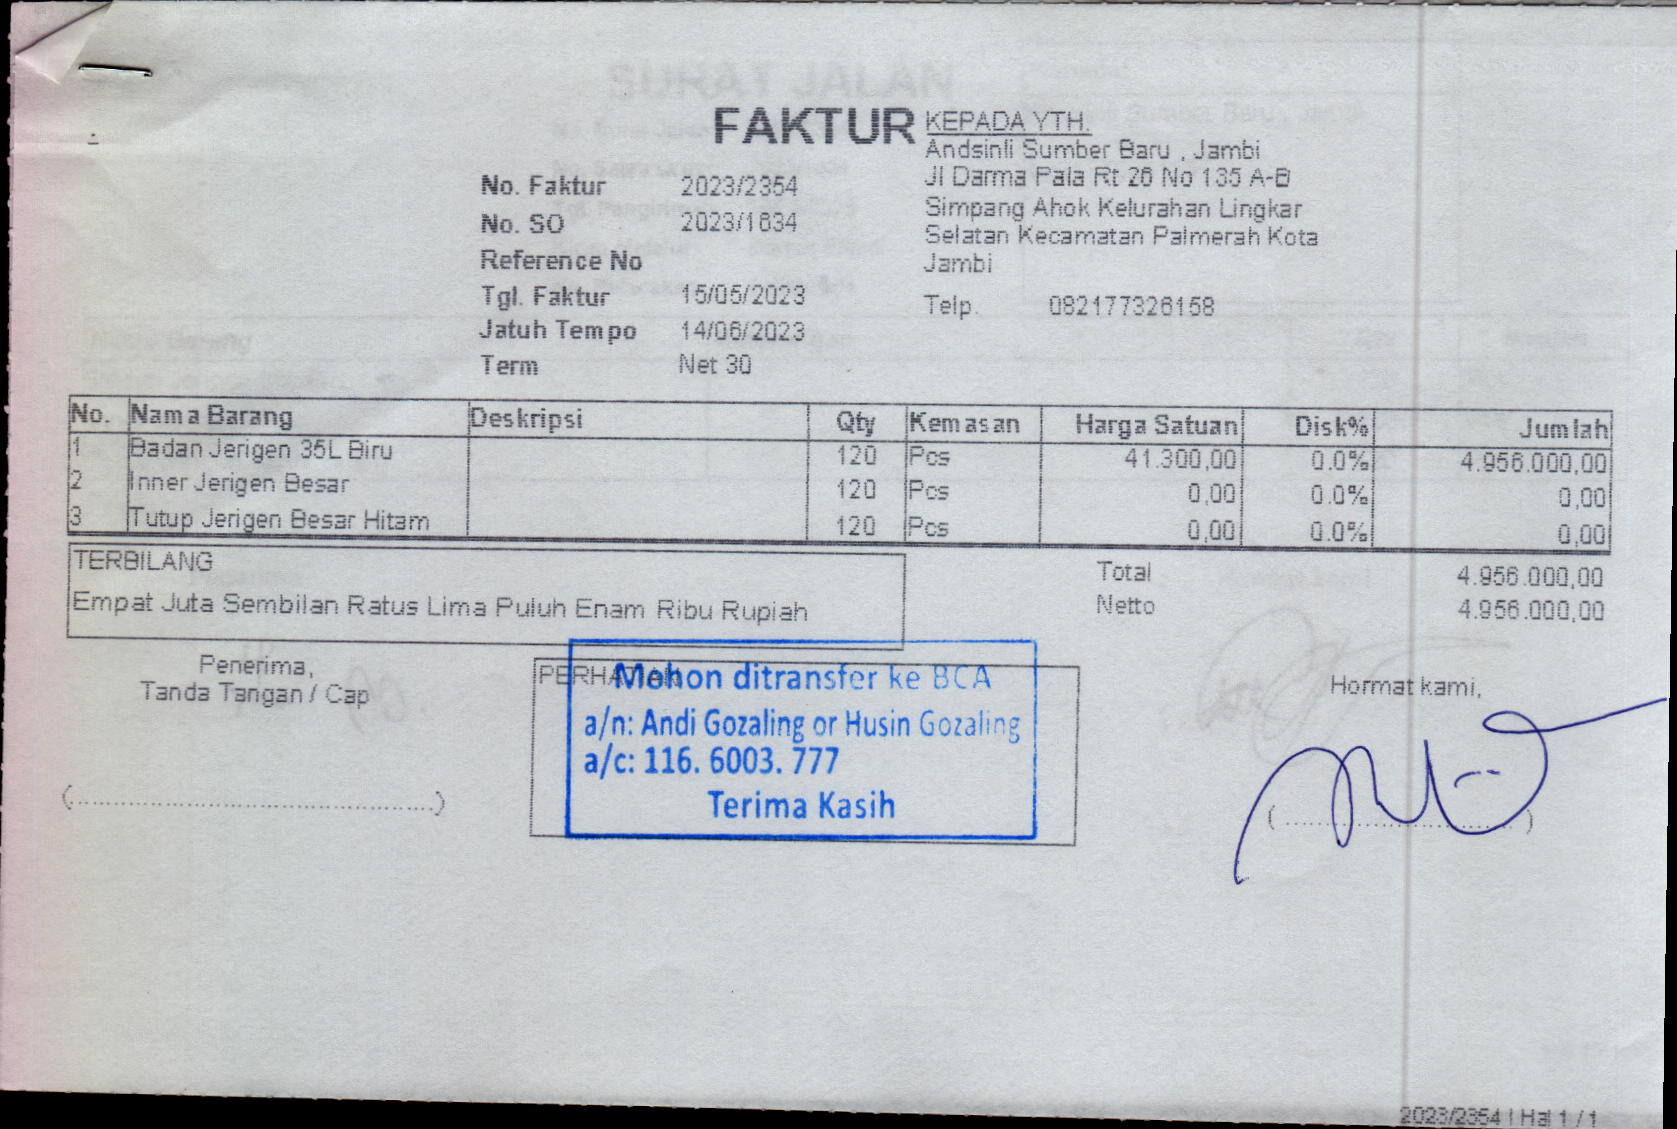 FAKTUR
No. Faktur 2023/2354
No. SO 2023/1634
Reference No
Tgl. Faktur 15/05/2023
Jatuh Tempo 14/06/2023
Term Net 30
KEPADA YTH.
Andsinli Sumber Baru , Jambi
Jl Darma Pala Rt 26 No 135 A-B
Simpang Ahok Kelurahan Lingkar
Selatan Kecamatan Palmerah Kota
Jambi
Telp. 082177326158
No. Nama Barang Deskripsi Qty Kemasan Harga Satuan Disk% Jumlah
1 Badan Jerigen 35L Biru 120 Pcs 41.300,00 0.0% 4.956.000,00
2 Inner Jerigen Besar 120 Pcs 0,00 0.0% 0,00
3 Tutup Jerigen Besar Hitam 120 Pcs 0,00 0.0% 0,00
TERBILANG
Empat Juta Sembilan Ratus Lima Puluh Enam Ribu Rupiah
Total 4.956.000,00
Netto 4.956.000,00
Penerima,
Tanda Tangan / Cap
(.......................................)
PERHATIAN
Mohon ditransfer ke BCA
a/n: Andi Gozaling or Husin Gozaling
a/c: 116. 6003. 777
Terima Kasih
Hormat kami,
(...........................)
2023/2354 | Hal 1 / 1